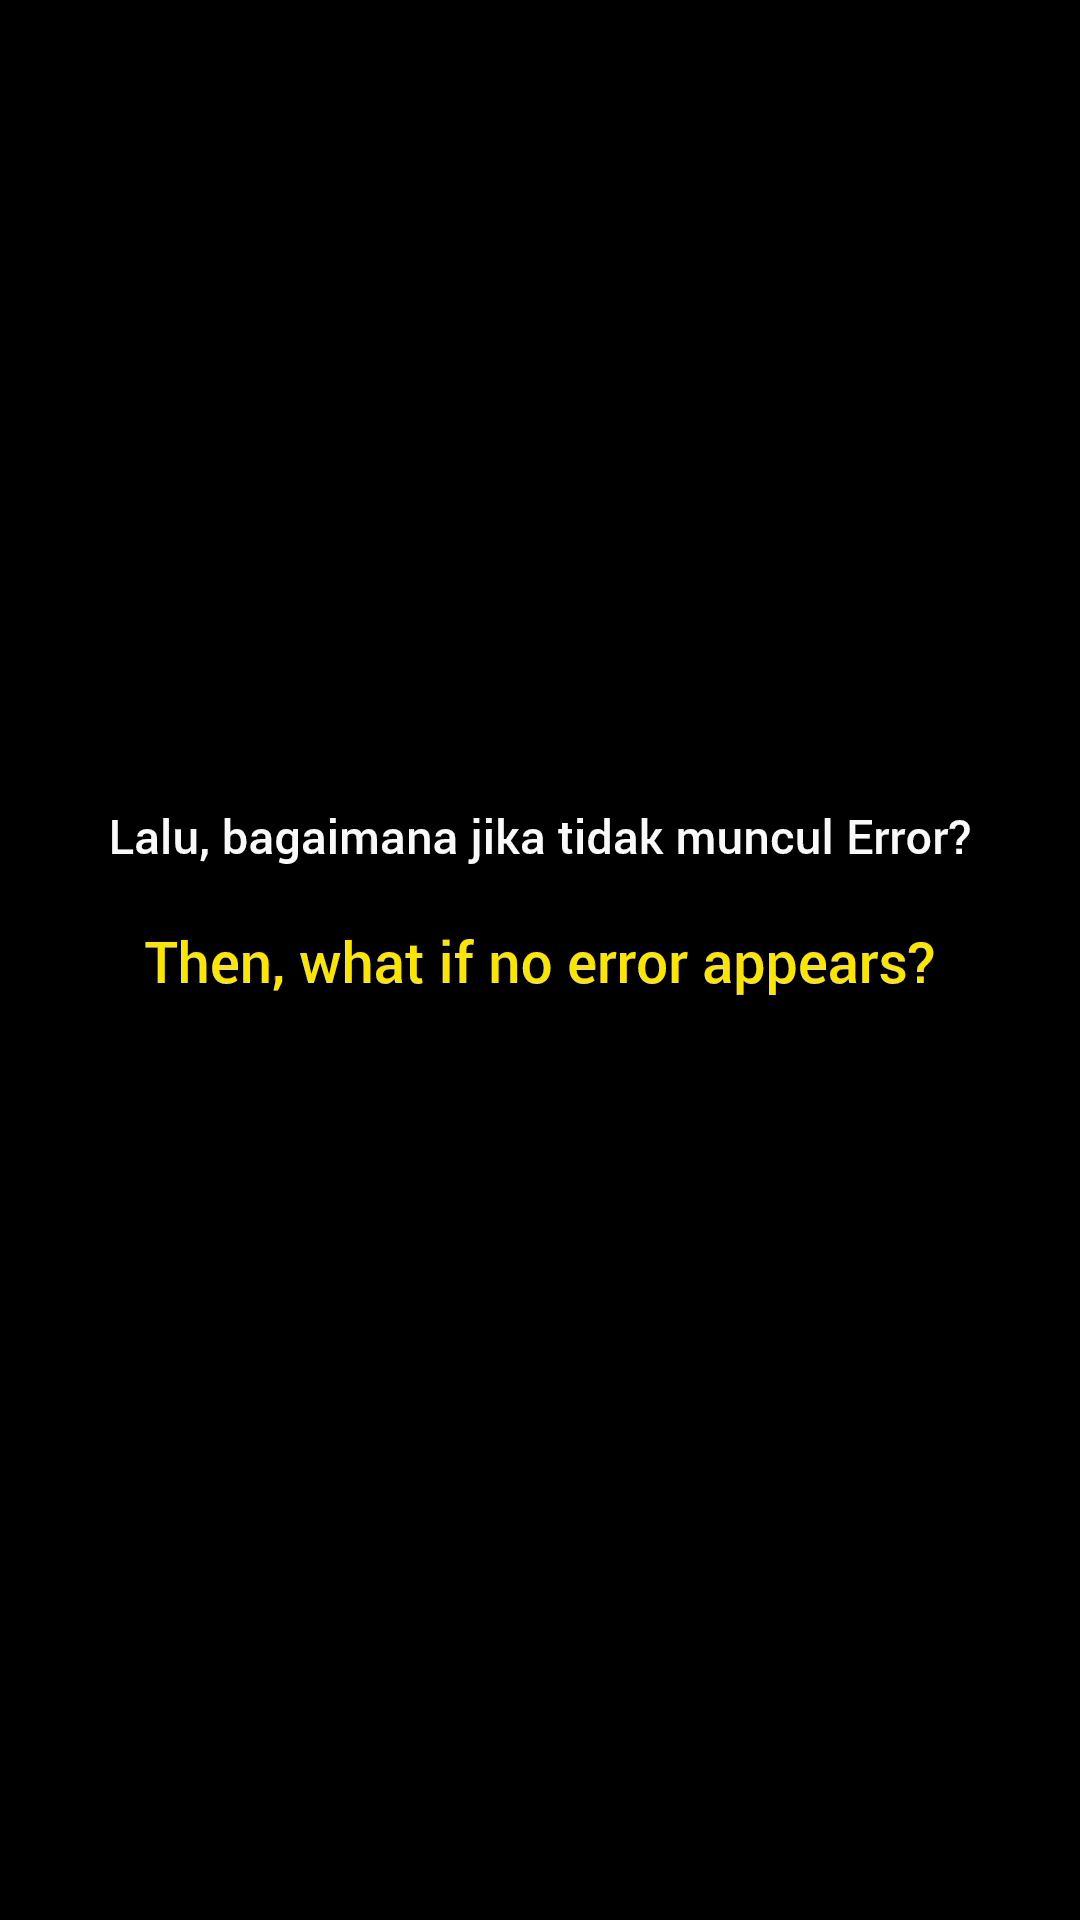 Lalu, bagaimana jika tidak muncul Error?
Then, what if no error appears?